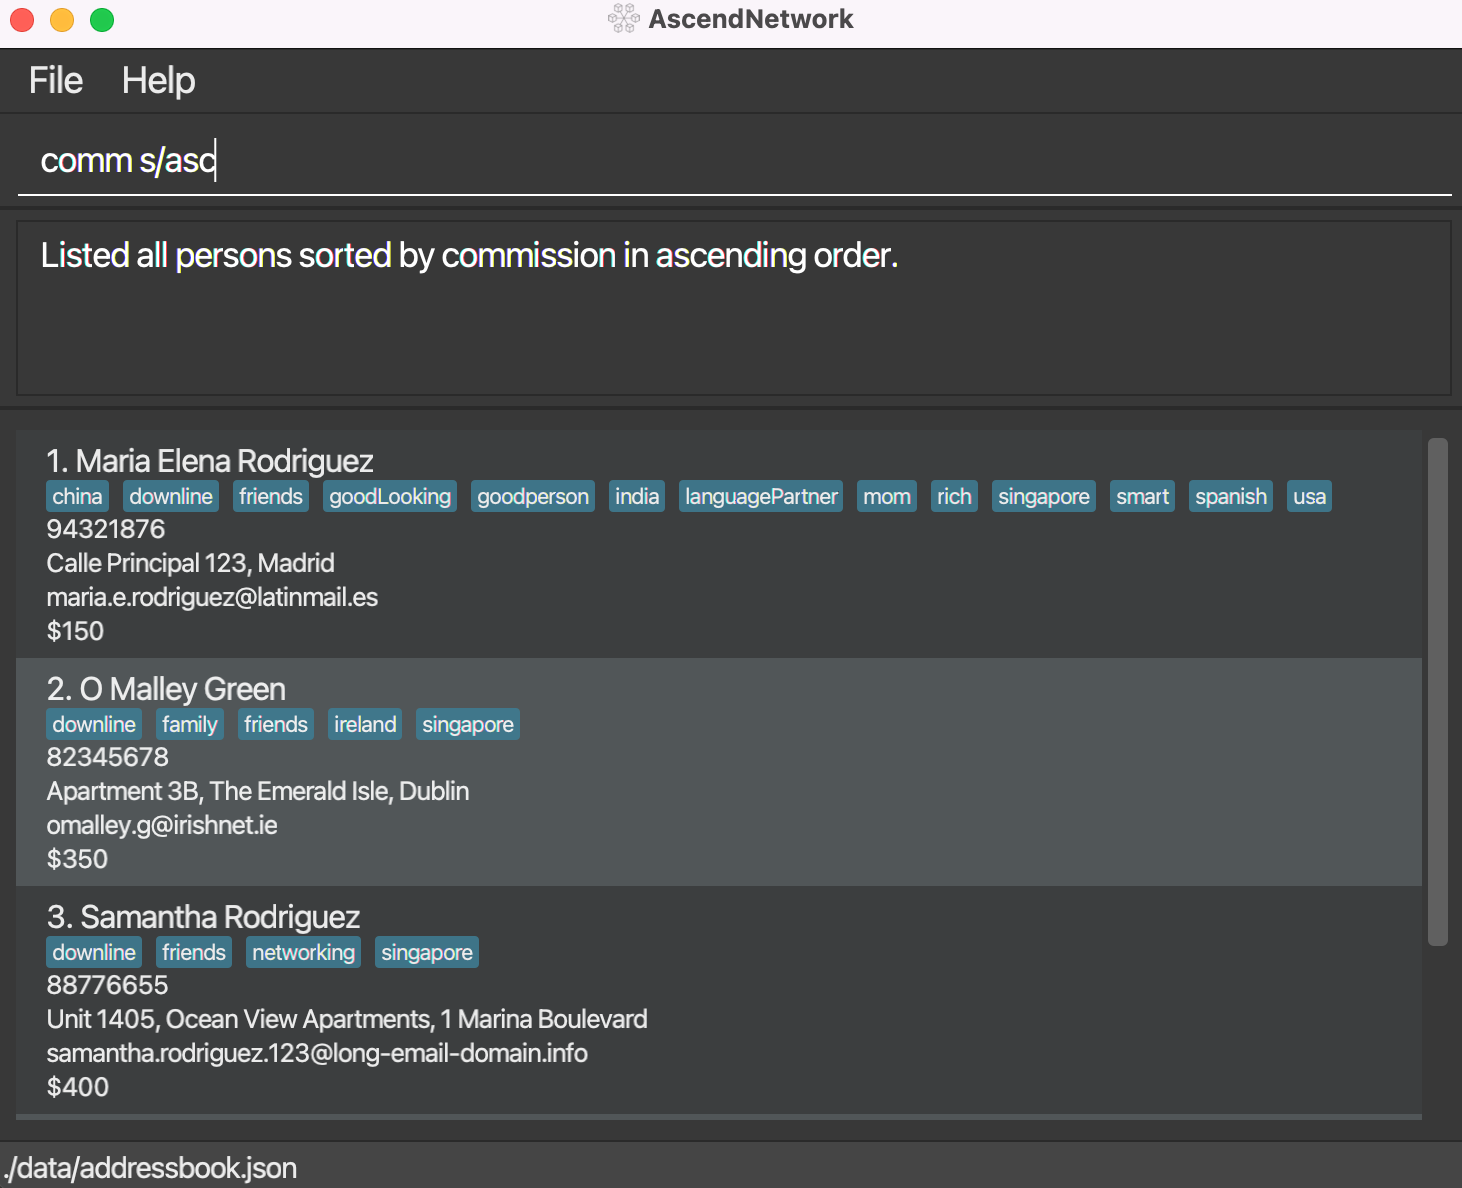 AscendNetwork
File Help
comm s/asc
Listed all persons sorted by commission in ascending order.
1. Maria Elena Rodriguez
china downline friends goodLooking goodperson india languagePartner mom rich singapore smart spanish usa
94321876
Calle Principal 123, Madrid
maria.e.rodriguez@latinmail.es
$150
2. O Malley Green
downline family friends ireland singapore
82345678
Apartment 3B, The Emerald Isle, Dublin
omalley.g@irishnet.ie
$350
3. Samantha Rodriguez
downline friends networking singapore
88776655
Unit 1405, Ocean View Apartments, 1 Marina Boulevard
samantha.rodriguez.123@long-email-domain.info
$400
./data/addressbook.json